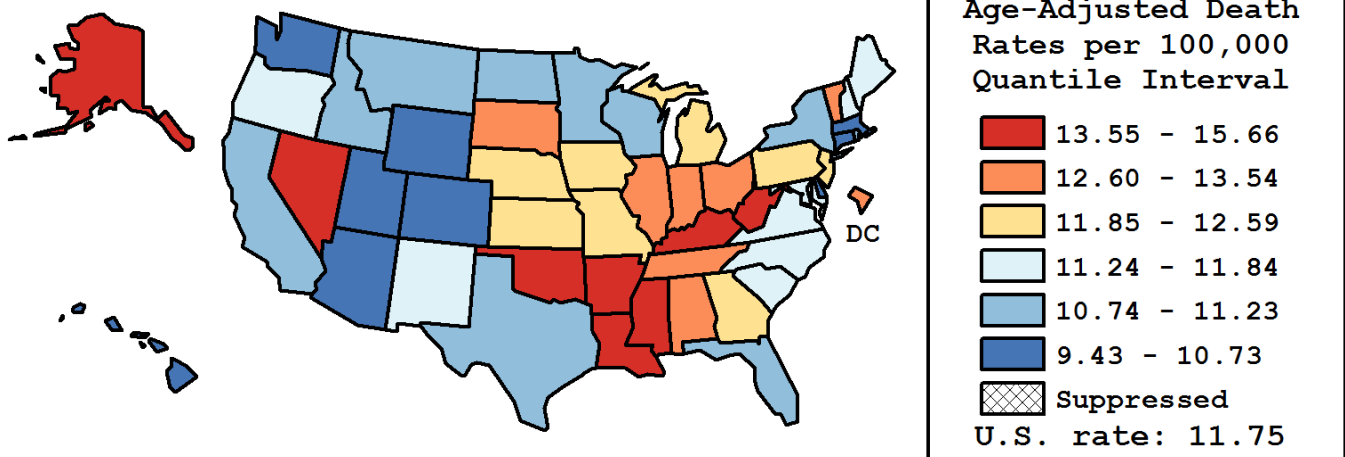 DC
Age-Adjusted Death
Rates per 100,000
Quantile Interval
13.55 - 15.66
12.60 - 13.54
11.85 - 12.59
11.24 - 11.84
10.74 - 11.23
9.43 - 10.73
Suppressed
U.S. rate: 11.75